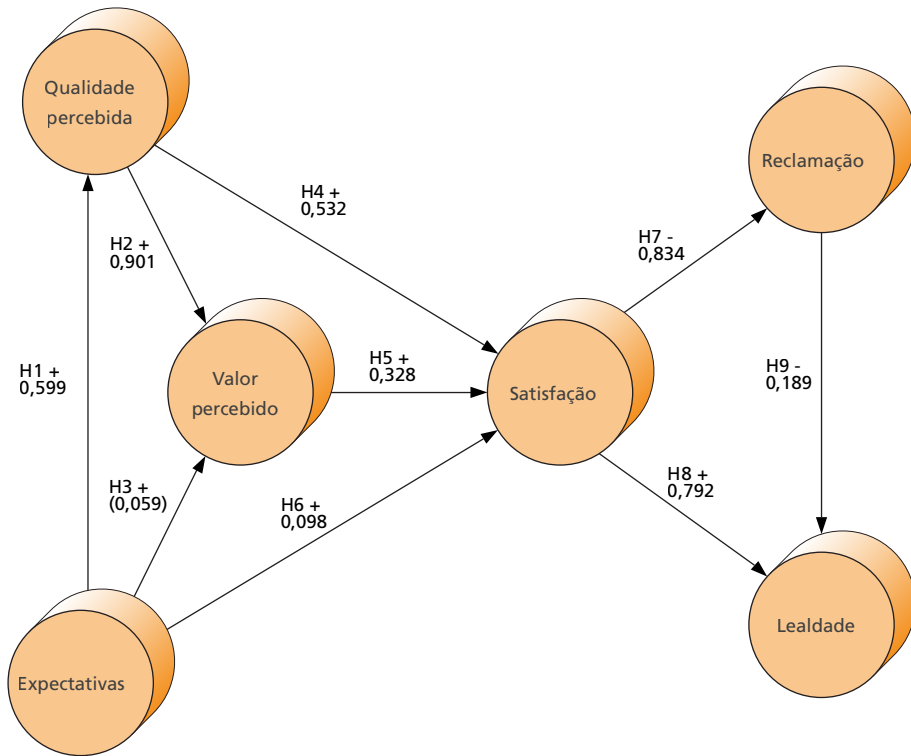 Qualidade
percebida
Reclamação
H4 +
0,532
H7 -
0,834
H2 +
0,901
H1 +
0,599
Valor
percebido
H5 +
0,328
Satisfação
H9 -
0,189
H3 +
(0,059)
H6 +
0,098
H8 +
0,792
Expectativas
Lealdade